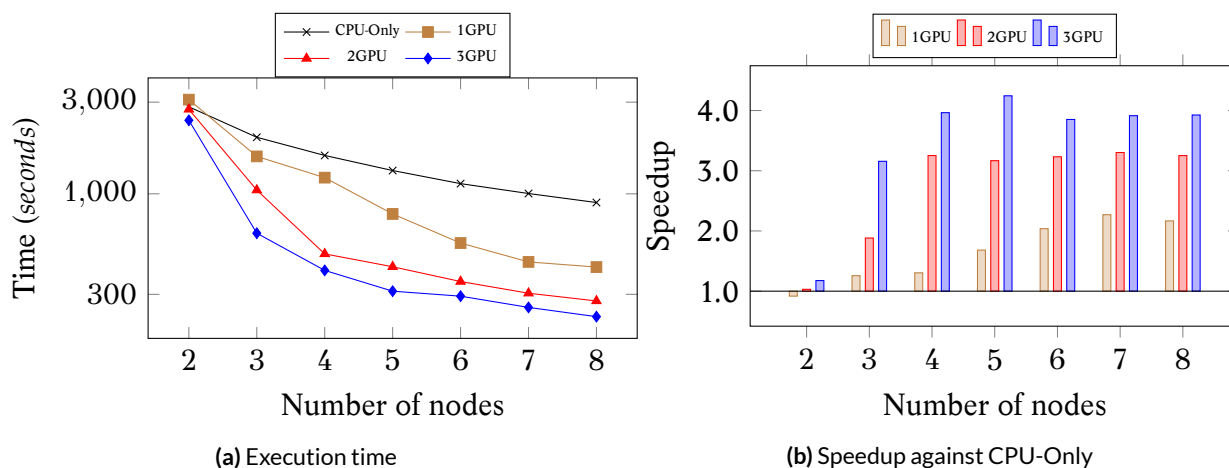 CPU-Only 1GPU
2GPU 3GPU
3,000
1,000
300
Time (seconds)
2 3 4 5 6 7 8
Number of nodes
(a) Execution time
1GPU 2GPU 3GPU
4.0
3.0
2.0
1.0
Speedup
2 3 4 5 6 7 8
Number of nodes
(b) Speedup against CPU-Only